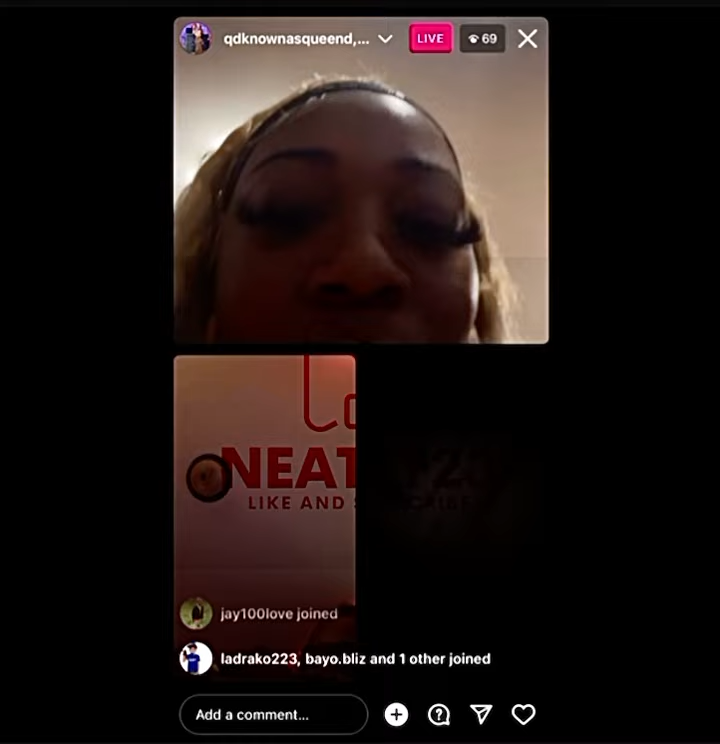 qdknownasqueend,...
LIVE
69
NEAT
LIKE AND
jay100love joined
ladrako223, bayo.bliz and 1 other joined
Add a comment...